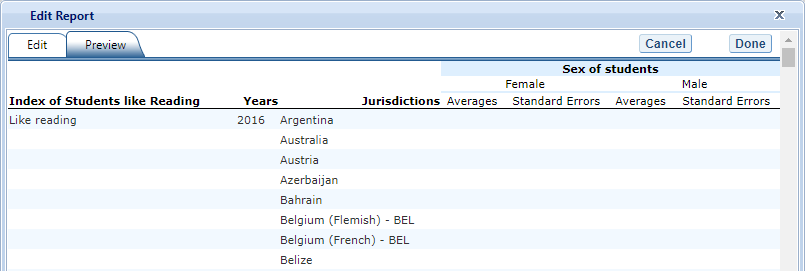 Edit Report
Edit Preview Cancel Done
Sex of students
Female Male
Index of Students like Reading Years Jurisdictions Averages Standard Errors Averages Standard Errors
Like reading 2016 Argentina
Australia
Austria
Azerbaijan
Bahrain
Belgium (Flemish) - BEL
Belgium (French) - BEL
Belize